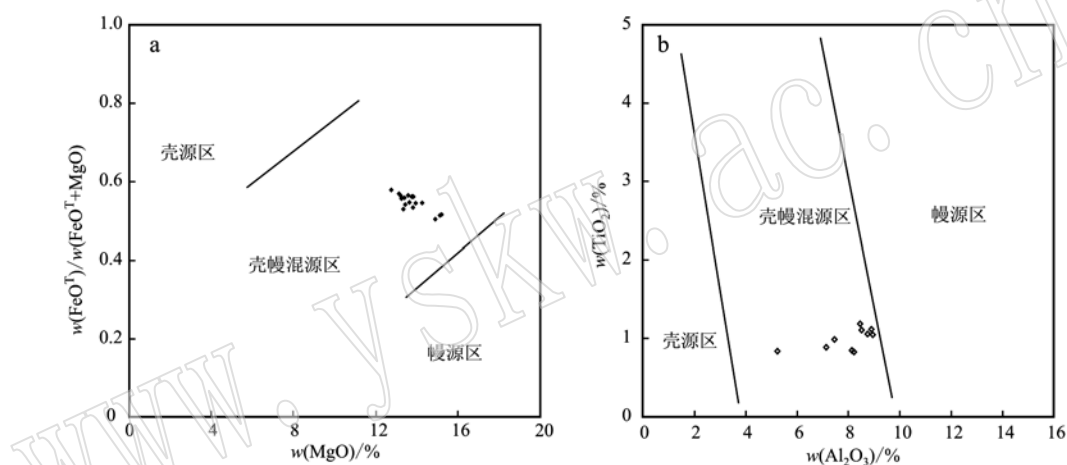 a
1.0
0.8
0.6
0.4
0.2
0
壳源区
壳幔混源区
幔源区
0 4 8 12 16 20
w(MgO)/%
w(FeOᵀ)/w(FeOᵀ+MgO)
b
5
4
3
2
1
0
壳幔混源区
幔源区
壳源区
0 2 4 6 8 10 12 14 16
w(Al₂O₃)/%
w(TiO₂)/%
www.yskw.ac.cn